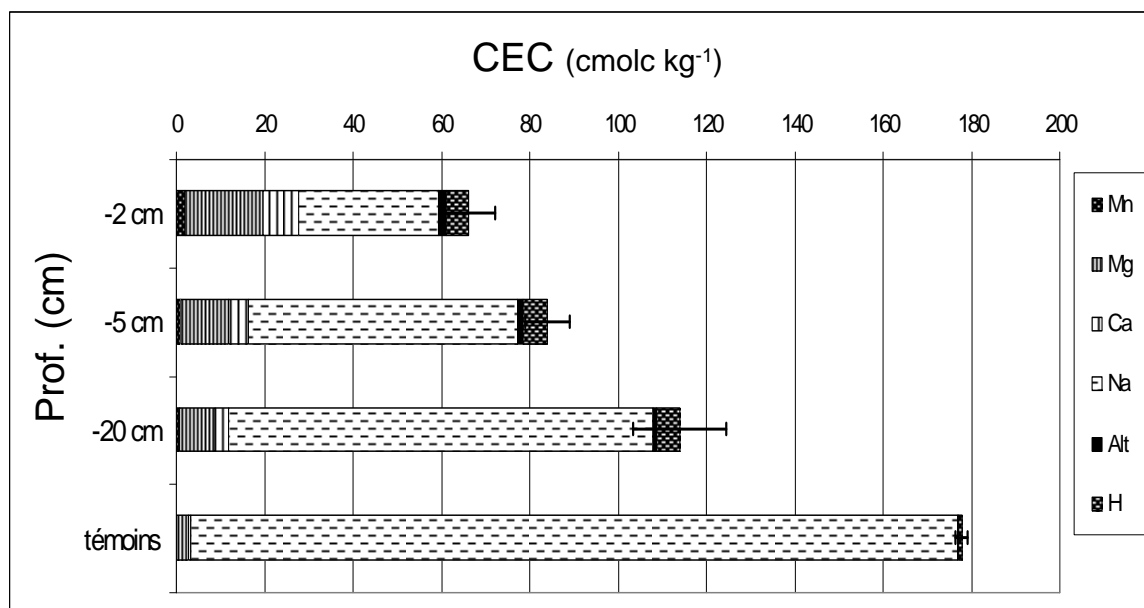 CEC (cmolc kg-1)
0 20 40 60 80 100 120 140 160 180 200
Prof. (cm)
-2 cm
-5 cm
-20 cm
témoins
Mn
Mg
Ca
Na
Alt
H